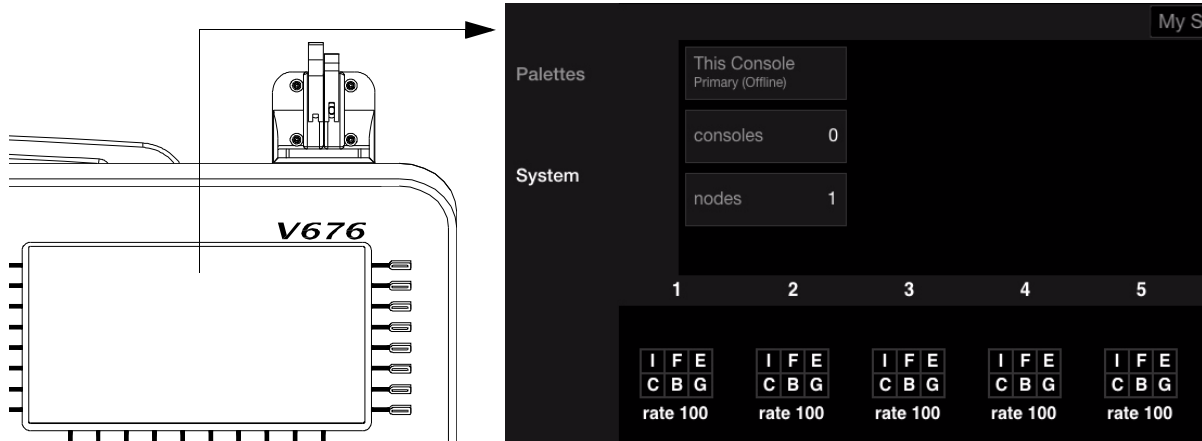 My S
Palettes
This Console
Primary (Offline)
consoles 0
System
nodes 1
V676
1 2 3 4 5
I F E I F E I F E I F E I F E
C B G C B G C B G C B G C B G
rate 100 rate 100 rate 100 rate 100 rate 100